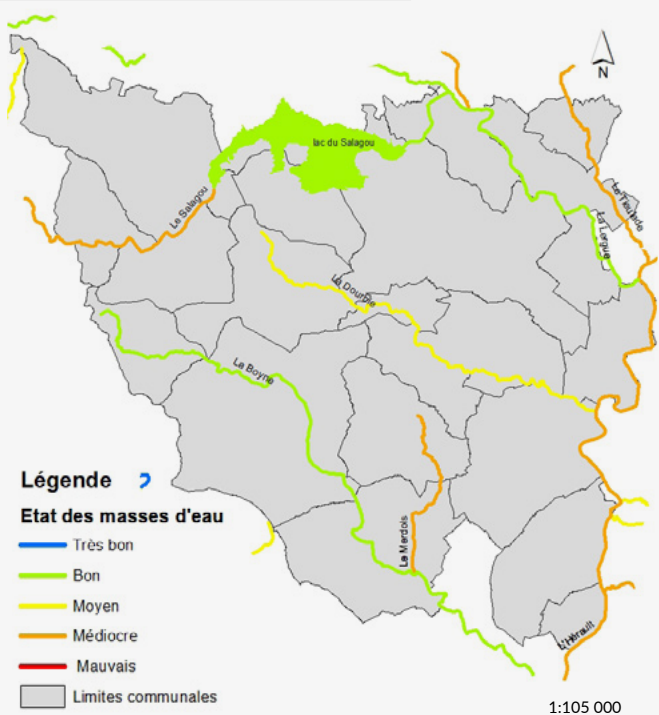 N
lac du Salagou
Le Salagou
La Lergue
La Dourbie
La Boyne
Le Merdois
L'Hérault
Légende
Etat des masses d'eau
Très bon
Bon
Moyen
Médiocre
Mauvais
Limites communales
1:105 000